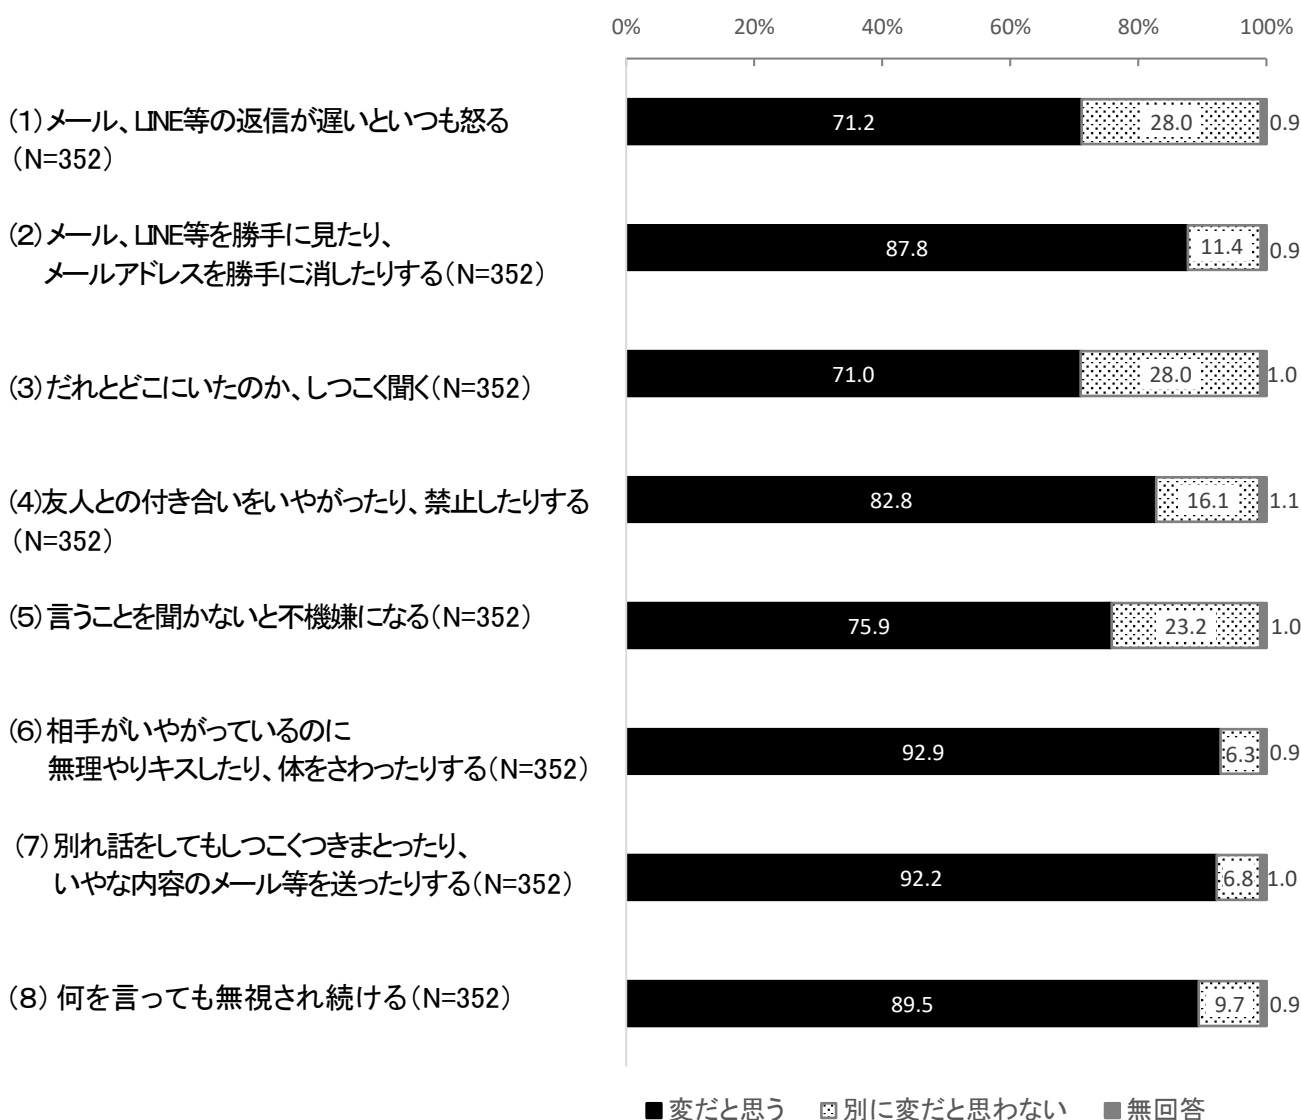 0% 20% 40% 60% 80% 100%
(1)メール、LINE等の返信が遅いといつも怒る
(N=352)
71.2 28.0 0.9
(2)メール、LINE等を勝手に見たり、
メールアドレスを勝手に消したりする(N=352)
87.8 11.4 0.9
(3)だれとどこにいたのか、しつこく聞く(N=352)
71.0 28.0 1.0
(4)友人との付き合いをいやがったり、禁止したりする
(N=352)
82.8 16.1 1.1
(5)言うことを聞かないと不機嫌になる(N=352)
75.9 23.2 1.0
(6)相手がいやがっているのに
無理やりキスしたり、体をさわったりする(N=352)
92.9 6.3 0.9
(7)別れ話をしてもしつこくつきまとったり、
いやな内容のメール等を送ったりする(N=352)
92.2 6.8 1.0
(8) 何を言っても無視され続ける(N=352)
89.5 9.7 0.9
変だと思う 別に変だと思わない 無回答